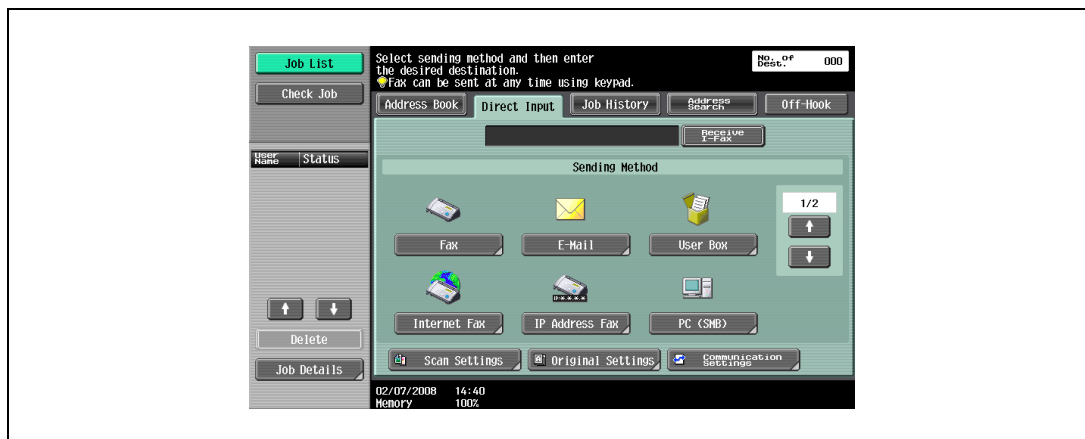 Job List
Check Job
User Name
Status
Delete
Job Details
Select sending method and then enter
the desired destination.
Fax can be sent at any time using keypad.
No. of Dest.
000
Address Book
Direct Input
Job History
Address Search
Off-Hook
Receive I-Fax
Sending Method
Fax
E-Mail
User Box
1/2
Internet Fax
IP Address Fax
PC (SMB)
Scan Settings
Original Settings
Communication Settings
02/07/2008 14:40
Memory 100%